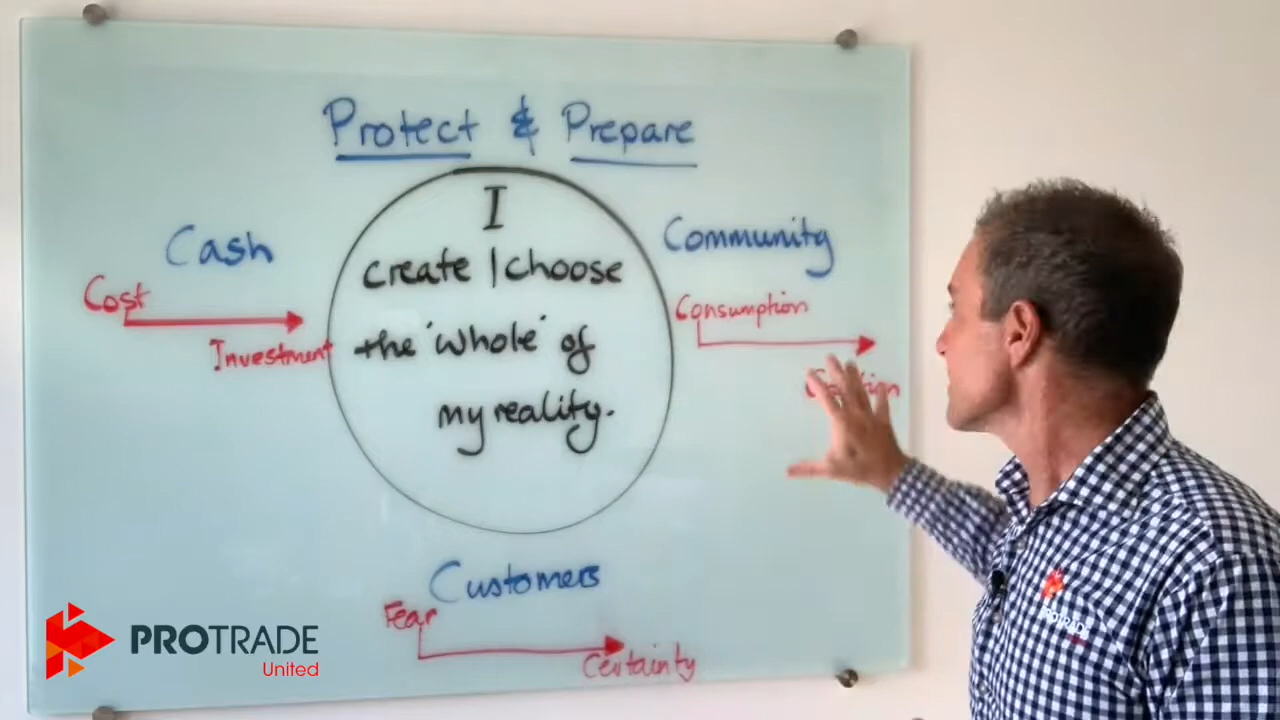 Protect & Prepare
Cash
Cost
Investment
I
create / choose
the 'whole' of
my reality.
Community
Consumption
Customers
Fear
Certainty
PROTRADE
United
PROTRADE